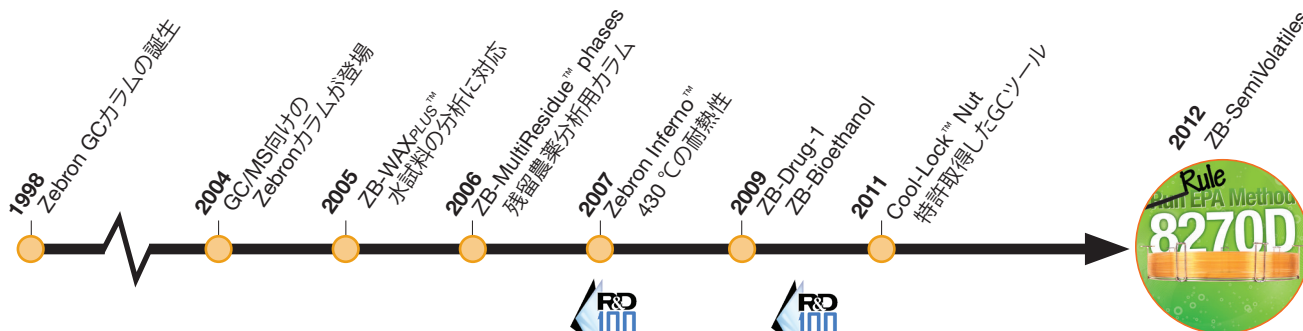 1998
Zebron GCカラムの誕生
2004
GC/MS向けの
Zebronカラムが登場
2005
ZB-WAXPLUS™
水試料の分析に対応
2006
ZB-MultiResidue™ phases
残留農薬分析用カラム
2007
Zebron Inferno™
430 ℃の耐熱性
2009
ZB-Drug-1
ZB-Bioethanol
2011
Cool-Lock™ Nut
特許取得したGCツール
2012
ZB-SemiVolatiles
Rule
Run EPA Method
8270D
R&D
100
R&D
100